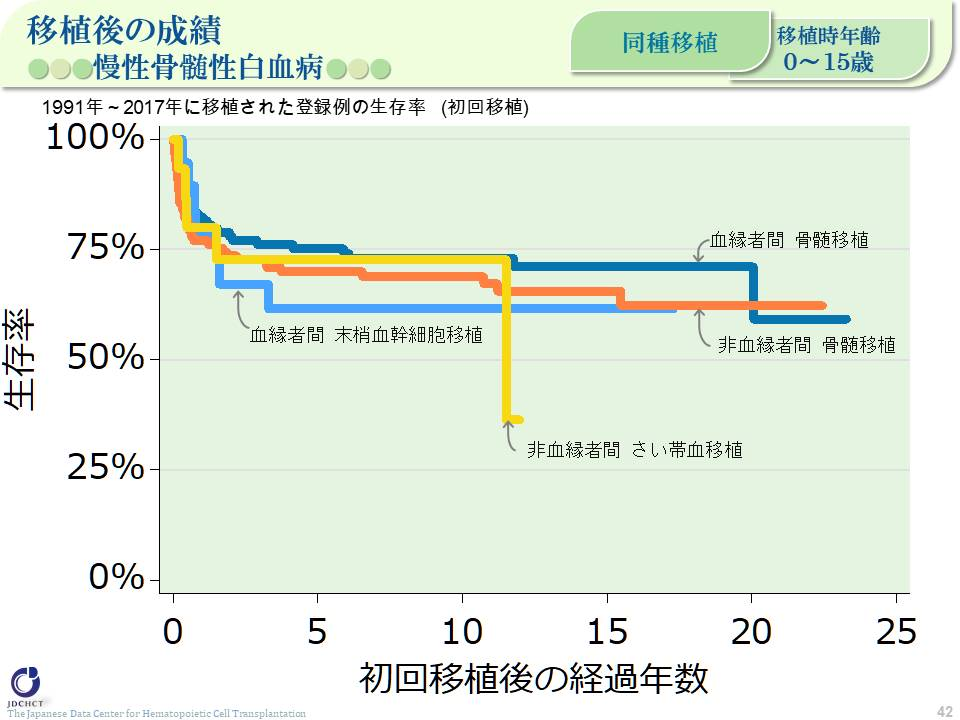 移植後の成績
慢性骨髄性白血病
同種移植
移植時年齢
0～15歳
1991年～2017年に移植された登録例の生存率 (初回移植)
100%
75%
50%
25%
0%
生存率
血縁者間 骨髄移植
血縁者間 末梢血幹細胞移植
非血縁者間 骨髄移植
非血縁者間 さい帯血移植
0 5 10 15 20 25
初回移植後の経過年数
JDCHCT
The Japanese Data Center for Hematopoietic Cell Transplantation
42